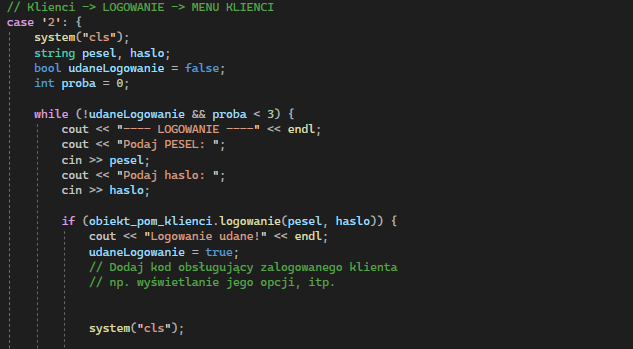 // Klienci -> LOGOWANIE -> MENU KLIENCI
case '2': {
system("cls");
string pesel, haslo;
bool udaneLogowanie = false;
int proba = 0;
while (!udaneLogowanie && proba < 3) {
cout << "---- LOGOWANIE ----" << endl;
cout << "Podaj PESEL: ";
cin >> pesel;
cout << "Podaj haslo: ";
cin >> haslo;
if (obiekt_pom_klienci.logowanie(pesel, haslo)) {
cout << "Logowanie udane!" << endl;
udaneLogowanie = true;
// Dodaj kod obsługujący zalogowanego klienta
// np. wyświetlanie jego opcji, itp.
system("cls");